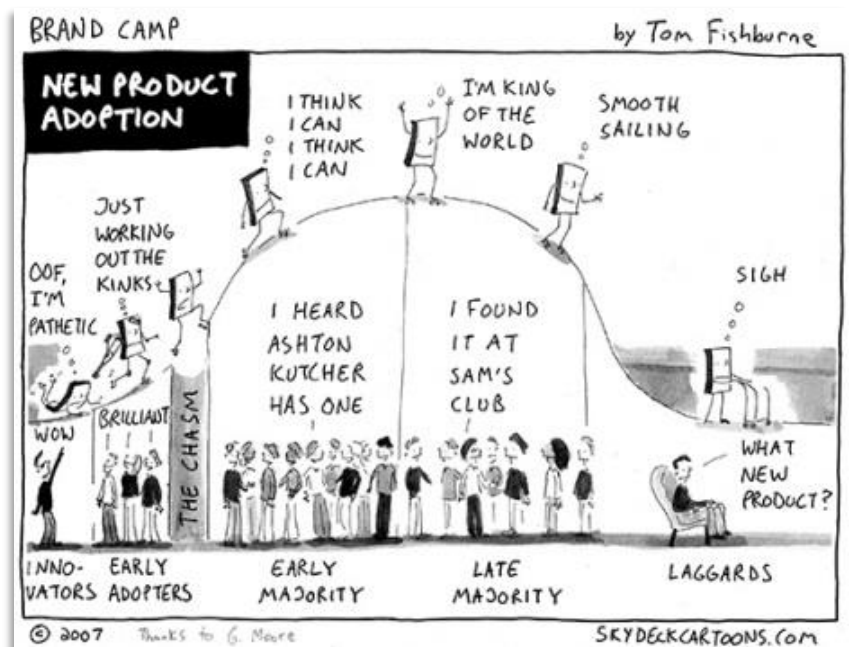 BRAND CAMP
by Tom Fishburne
NEW PRODUCT
ADOPTION
OOF,
I'M
PATHETIC
JUST
WORKING
OUT THE
KINKS
I THINK
I CAN
I THINK
I CAN
I'M KING
OF THE
WORLD
SMOOTH
SAILING
SIGH
WOW
BRILLIANT
THE CHASM
I HEARD
ASHTON
KUTCHER
HAS ONE
I FOUND
IT AT
SAM'S
CLUB
WHAT
NEW
PRODUCT?
INNO-
VATORS
EARLY
ADOPTERS
EARLY
MAJORITY
LATE
MAJORITY
LAGGARDS
© 2007
Thanks to G. Moore
SKYDECKCARTOONS.COM